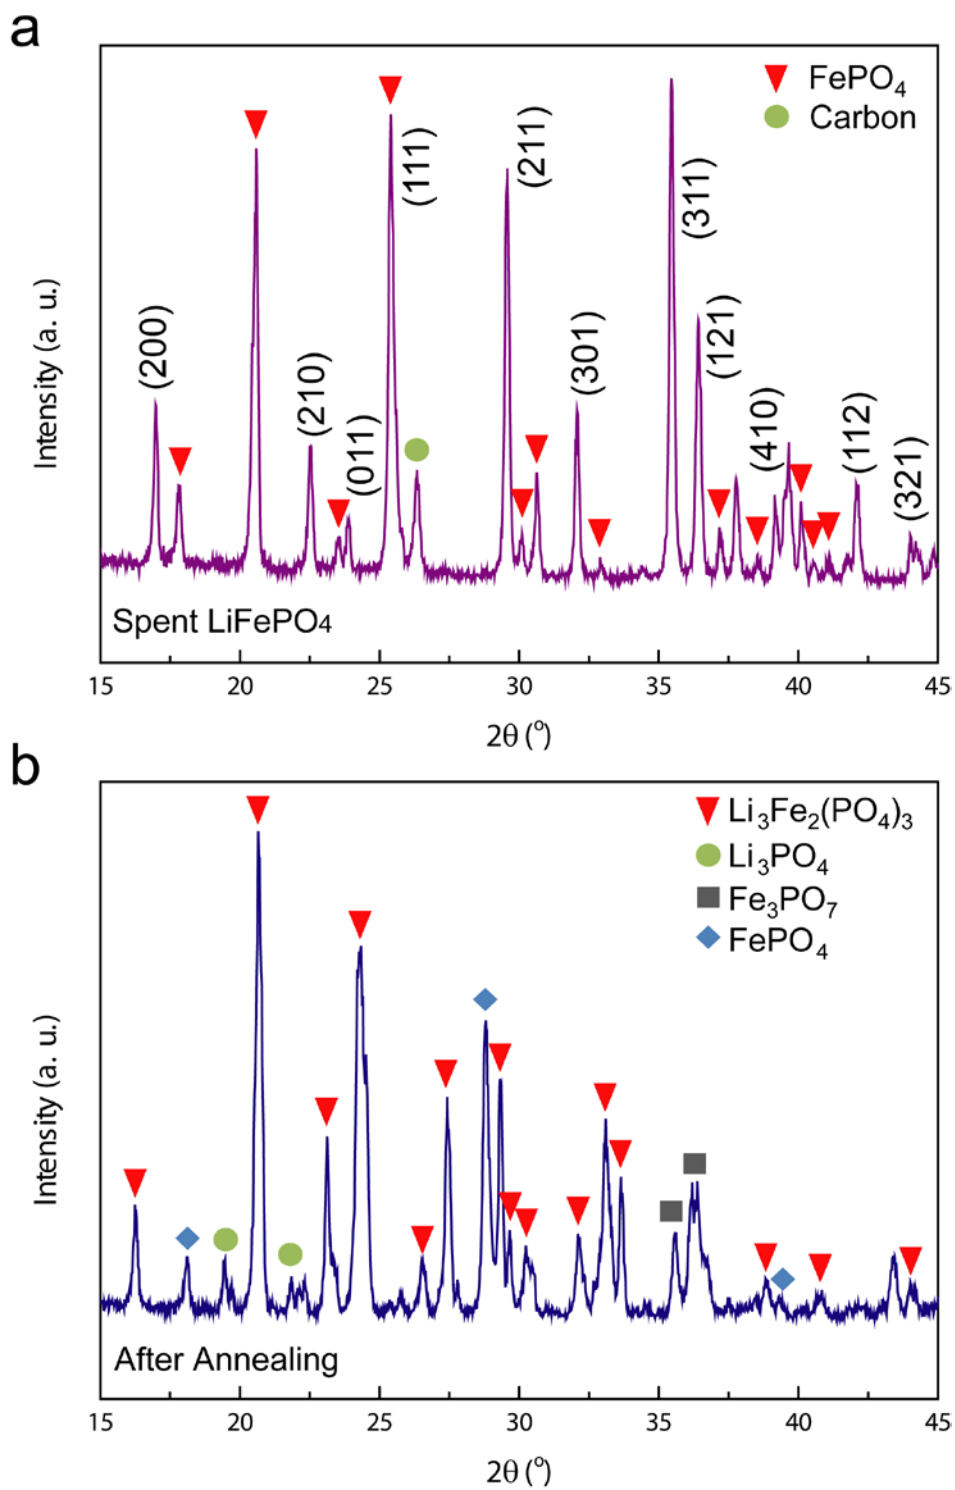 a
FePO₄
Carbon
(200)
(210)
(011)
(111)
(211)
(301)
(311)
(121)
(410)
(112)
(321)
Intensity (a. u.)
Spent LiFePO4
15 20 25 30 35 40 45
2θ (°)
b
Li₃Fe₂(PO₄)₃
Li₃PO₄
Fe₃PO₇
FePO₄
Intensity (a. u.)
After Annealing
15 20 25 30 35 40 45
2θ (°)